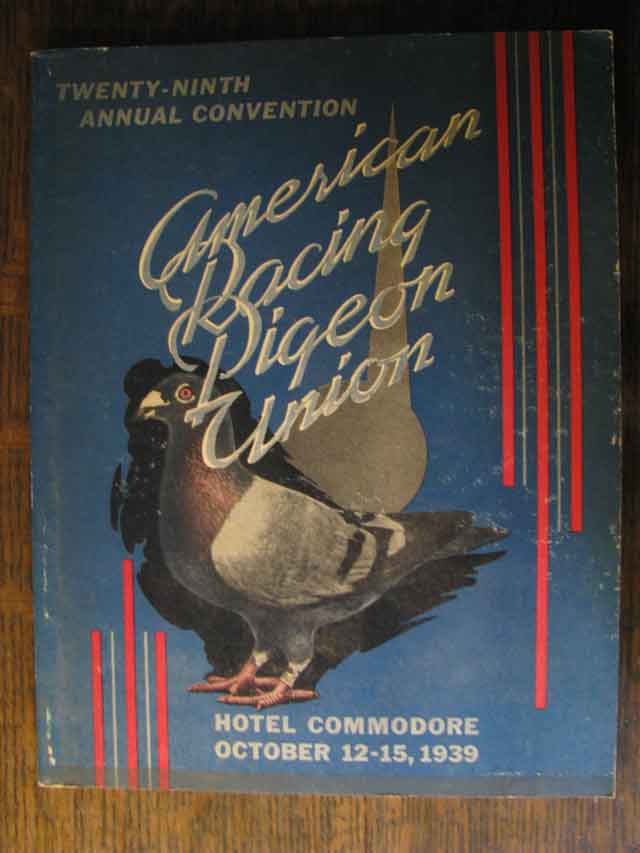 TWENTY-NINTH
ANNUAL CONVENTION
American
Racing
Pigeon
Union
HOTEL COMMODORE
OCTOBER 12-15, 1939